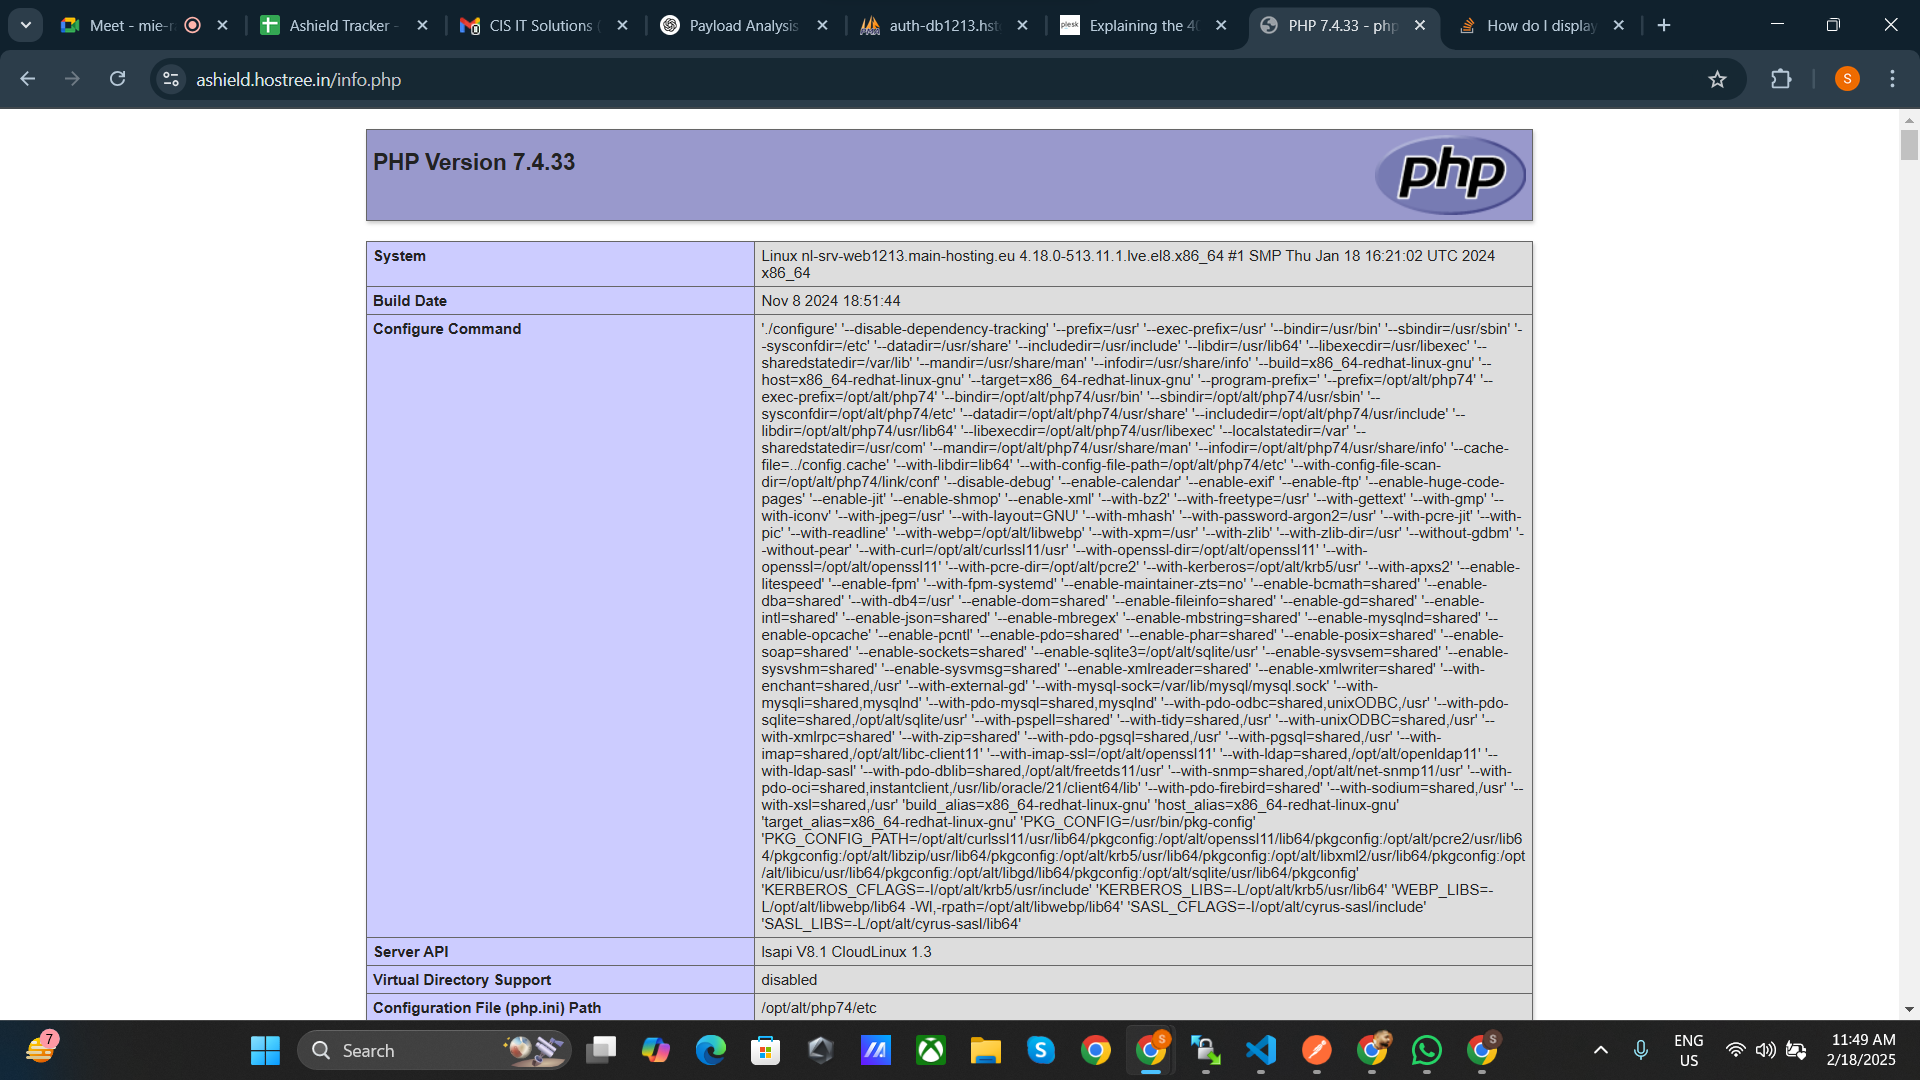 Meet - mie-r
Ashield Tracker -
CIS IT Solutions (
Payload Analysis
auth-db1213.hst
plesk
Explaining the 40
PHP 7.4.33 - php
How do I display
ashield.hostree.in/info.php
S
PHP Version 7.4.33
php
System
Linux nl-srv-web1213.main-hosting.eu 4.18.0-513.11.1.lve.el8.x86_64 #1 SMP Thu Jan 18 16:21:02 UTC 2024
x86_64
Build Date
Nov 8 2024 18:51:44
Configure Command
'./configure' '--disable-dependency-tracking' '--prefix=/usr' '--exec-prefix=/usr' '--bindir=/usr/bin' '--sbindir=/usr/sbin' '-
-sysconfdir=/etc' '--datadir=/usr/share' '--includedir=/usr/include' '--libdir=/usr/lib64' '--libexecdir=/usr/libexec' '--
sharedstatedir=/var/lib' '--mandir=/usr/share/man' '--infodir=/usr/share/info' '--build=x86_64-redhat-linux-gnu' '--
host=x86_64-redhat-linux-gnu' '--target=x86_64-redhat-linux-gnu' '--program-prefix=' '--prefix=/opt/alt/php74' '--
exec-prefix=/opt/alt/php74' '--bindir=/opt/alt/php74/usr/bin' '--sbindir=/opt/alt/php74/usr/sbin' '--
sysconfdir=/opt/alt/php74/etc' '--datadir=/opt/alt/php74/usr/share' '--includedir=/opt/alt/php74/usr/include' '--
libdir=/opt/alt/php74/usr/lib64' '--libexecdir=/opt/alt/php74/usr/libexec' '--localstatedir=/var' '--
sharedstatedir=/usr/com' '--mandir=/opt/alt/php74/usr/share/man' '--infodir=/opt/alt/php74/usr/share/info' '--cache-
file=../config.cache' '--with-libdir=lib64' '--with-config-file-path=/opt/alt/php74/etc' '--with-config-file-scan-
dir=/opt/alt/php74/link/conf' '--disable-debug' '--enable-calendar' '--enable-exif' '--enable-ftp' '--enable-huge-code-
pages' '--enable-jit' '--enable-shmop' '--enable-xml' '--with-bz2' '--with-freetype=/usr' '--with-gettext' '--with-gmp' '--
with-iconv' '--with-jpeg=/usr' '--with-layout=GNU' '--with-mhash' '--with-password-argon2=/usr' '--with-pcre-jit' '--with-
pic' '--with-readline' '--with-webp=/opt/alt/libwebp' '--with-xpm=/usr' '--with-zlib' '--with-zlib-dir=/usr' '--without-gdbm' '-
-without-pear' '--with-curl=/opt/alt/curlssl11/usr' '--with-openssl-dir=/opt/alt/openssl11' '--with-
openssl=/opt/alt/openssl11' '--with-pcre-dir=/opt/alt/pcre2' '--with-kerberos=/opt/alt/krb5/usr' '--with-apxs2' '--enable-
litespeed' '--enable-fpm' '--with-fpm-systemd' '--enable-maintainer-zts=no' '--enable-bcmath=shared' '--enable-
dba=shared' '--with-db4=/usr' '--enable-dom=shared' '--enable-fileinfo=shared' '--enable-gd=shared' '--enable-
intl=shared' '--enable-json=shared' '--enable-mbregex' '--enable-mbstring=shared' '--enable-mysqlnd=shared' '--
enable-opcache' '--enable-pcntl' '--enable-pdo=shared' '--enable-phar=shared' '--enable-posix=shared' '--enable-
soap=shared' '--enable-sockets=shared' '--enable-sqlite3=/opt/alt/sqlite/usr' '--enable-sysvsem=shared' '--enable-
sysvshm=shared' '--enable-sysvmsg=shared' '--enable-xmlreader=shared' '--enable-xmlwriter=shared' '--with-
enchant=shared,/usr' '--with-external-gd' '--with-mysql-sock=/var/lib/mysql/mysql.sock' '--with-
mysqli=shared,mysqlnd' '--with-pdo-mysql=shared,mysqlnd' '--with-pdo-odbc=shared,unixODBC,/usr' '--with-pdo-
sqlite=shared,/opt/alt/sqlite/usr' '--with-pspell=shared' '--with-tidy=shared,/usr' '--with-unixODBC=shared,/usr' '--
with-xmlrpc=shared' '--with-zip=shared' '--with-pdo-pgsql=shared,/usr' '--with-pgsql=shared,/usr' '--with-
imap=shared,/opt/alt/libc-client11' '--with-imap-ssl=/opt/alt/openssl11' '--with-ldap=shared,/opt/alt/openldap11' '--
with-ldap-sasl' '--with-pdo-dblib=shared,/opt/alt/freetds11/usr' '--with-snmp=shared,/opt/alt/net-snmp11/usr' '--with-
pdo-oci=shared,instantclient,/usr/lib/oracle/21/client64/lib' '--with-pdo-firebird=shared' '--with-sodium=shared,/usr' '--
with-xsl=shared,/usr' 'build_alias=x86_64-redhat-linux-gnu' 'host_alias=x86_64-redhat-linux-gnu'
'target_alias=x86_64-redhat-linux-gnu' 'PKG_CONFIG=/usr/bin/pkg-config'
'PKG_CONFIG_PATH=/opt/alt/curlssl11/usr/lib64/pkgconfig:/opt/alt/openssl11/lib64/pkgconfig:/opt/alt/pcre2/usr/lib6
4/pkgconfig:/opt/alt/libzip/usr/lib64/pkgconfig:/opt/alt/krb5/usr/lib64/pkgconfig:/opt/alt/libxml2/usr/lib64/pkgconfig:/opt
/alt/libicu/usr/lib64/pkgconfig:/opt/alt/libgd/lib64/pkgconfig:/opt/alt/sqlite/usr/lib64/pkgconfig'
'KERBEROS_CFLAGS=-I/opt/alt/krb5/usr/include' 'KERBEROS_LIBS=-L/opt/alt/krb5/usr/lib64' 'WEBP_LIBS=-
L/opt/alt/libwebp/lib64 -Wl,-rpath=/opt/alt/libwebp/lib64' 'SASL_CFLAGS=-I/opt/alt/cyrus-sasl/include'
'SASL_LIBS=-L/opt/alt/cyrus-sasl/lib64'
Server API
lsapi V8.1 CloudLinux 1.3
Virtual Directory Support
disabled
Configuration File (php.ini) Path
/opt/alt/php74/etc
7
Search
S
S
ENG
US
11:49 AM
2/18/2025